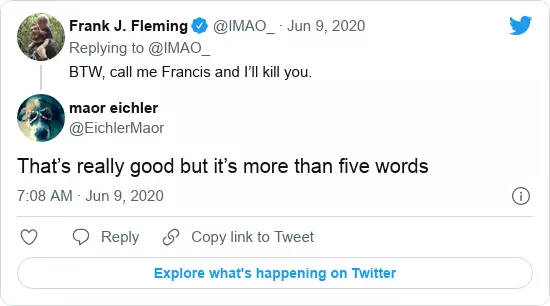 Frank J. Fleming @IMAO_ · Jun 9, 2020
Replying to @IMAO_
BTW, call me Francis and I’ll kill you.
maor eichler
@EichlerMaor
That’s really good but it’s more than five words
7:08 AM · Jun 9, 2020
Reply
Copy link to Tweet
Explore what's happening on Twitter